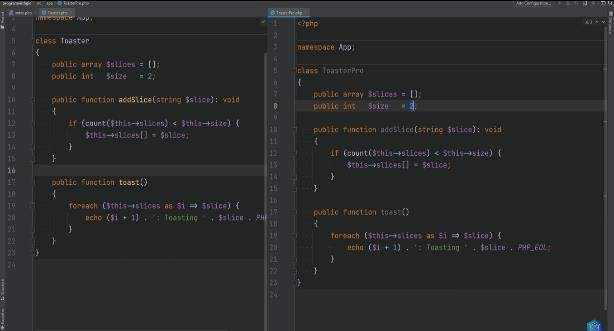 namespace App;
class Toaster
{
public array $slices = [];
public int $size = 2;
public function addSlice(string $slice): void
{
if (count($this->slices) < $this->size) {
$this->slices[] = $slice;
}
}
public function toast()
{
foreach ($this->slices as $i => $slice) {
echo ($i + 1) . ': Toasting ' . $slice . PH
}
}
}
<?php
namespace App;
class ToasterPro
{
public array $slices = [];
public int $size = 2;
public function addSlice(string $slice): void
{
if (count($this->slices) < $this->size) {
$this->slices[] = $slice;
}
}
public function toast()
{
foreach ($this->slices as $i => $slice) {
echo ($i + 1) . ': Toasting ' . $slice . PHP_EOL;
}
}
}